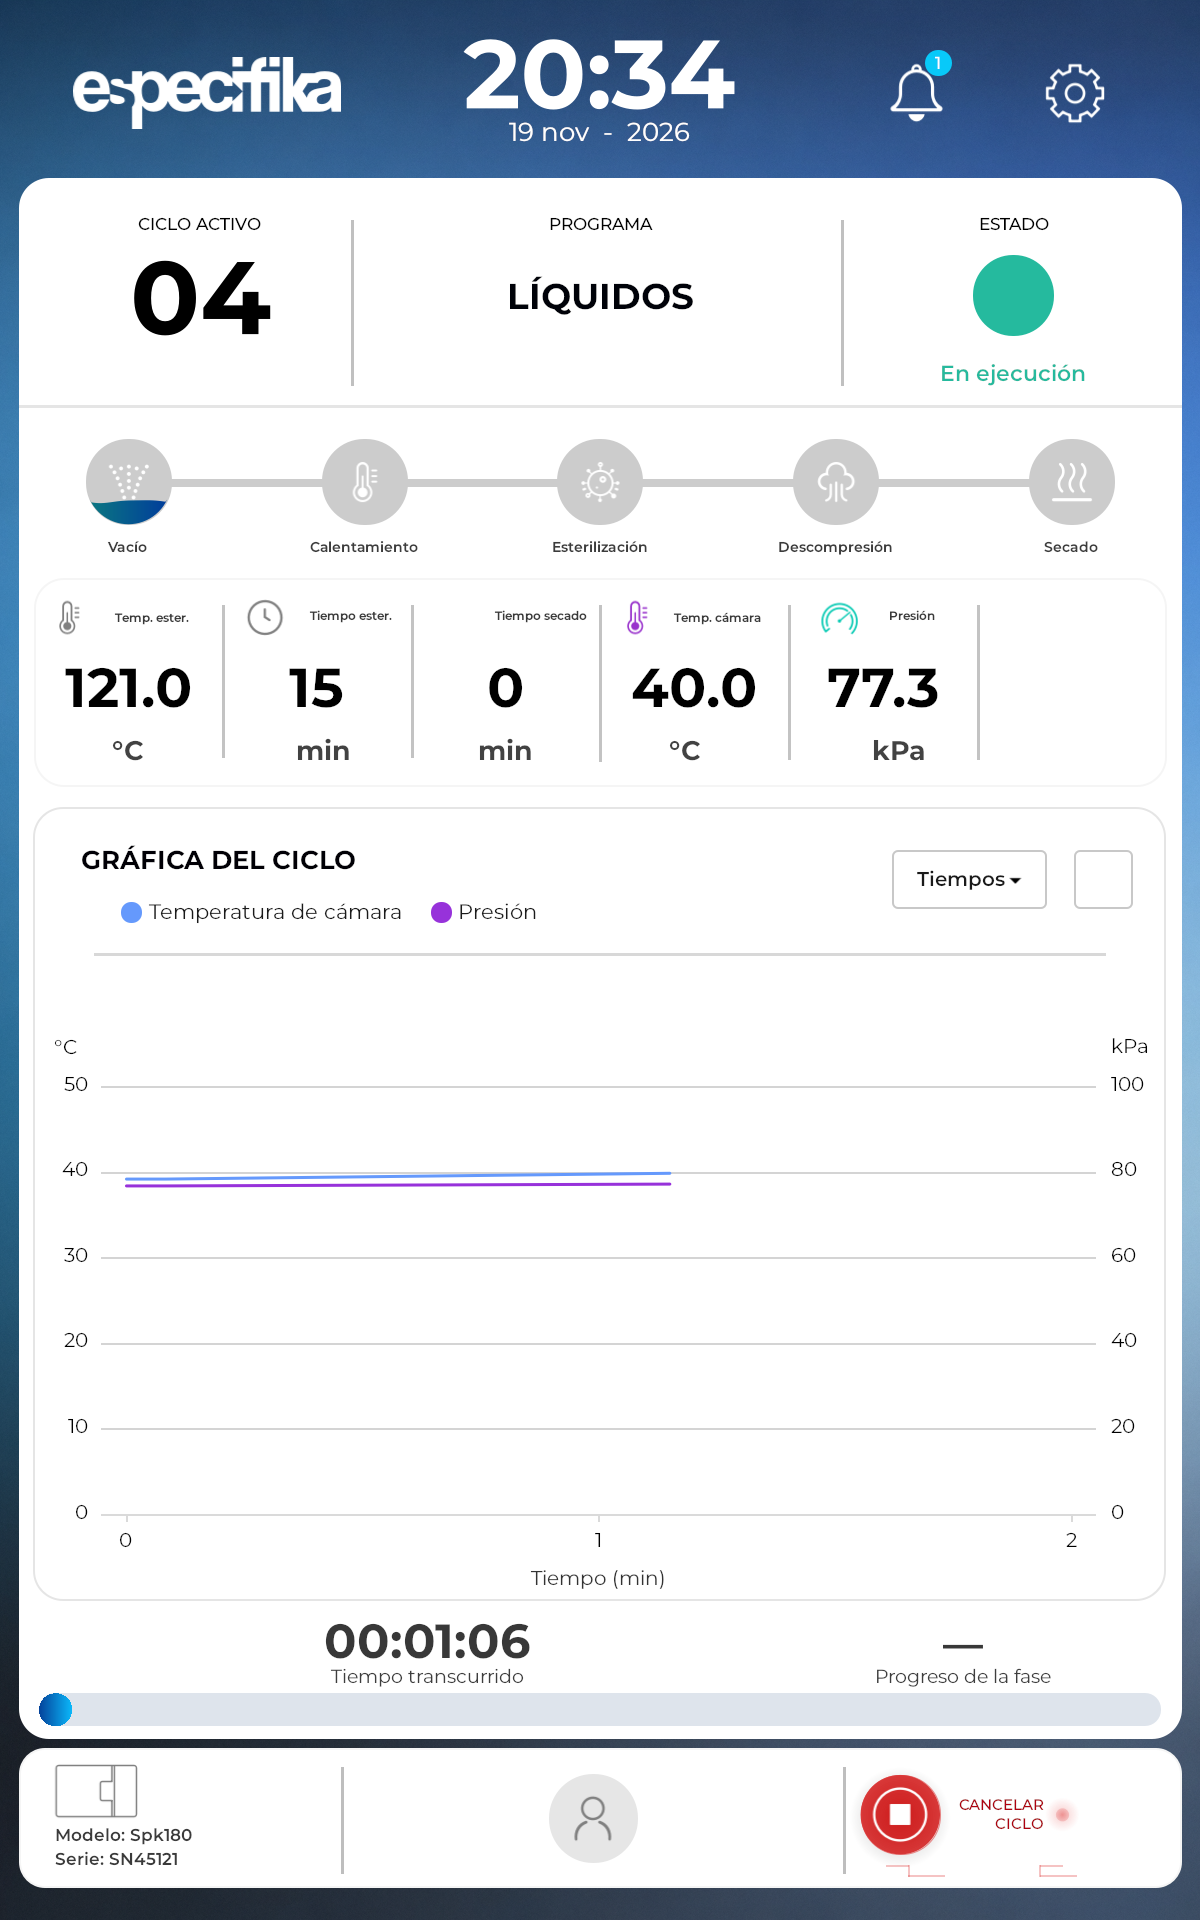 especifika
20:34
19 nov - 2026
1
CICLO ACTIVO
04
PROGRAMA
LÍQUIDOS
ESTADO
En ejecución
Vacío
Calentamiento
Esterilización
Descompresión
Secado
Temp. ester.
121.0
°C
Tiempo ester.
15
min
Tiempo secado
0
min
Temp. cámara
40.0
°C
Presión
77.3
kPa
GRÁFICA DEL CICLO
Tiempos
Temperatura de cámara
Presión
°C
kPa
50
100
40
80
30
60
20
40
10
20
0
0
0
1
2
Tiempo (min)
00:01:06
Tiempo transcurrido
—
Progreso de la fase
Modelo: Spk180
Serie: SN45121
CANCELAR
CICLO